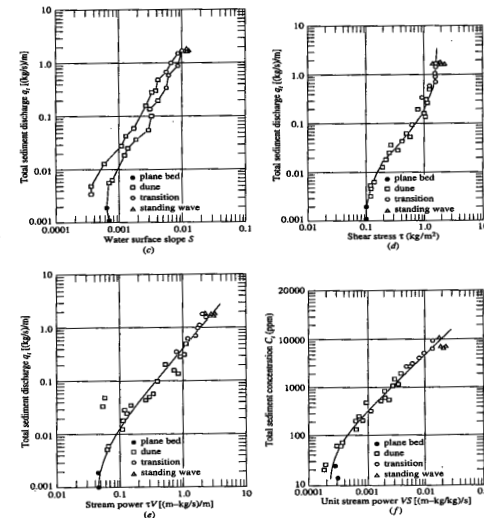 10
1.0
0.1
0.01
0.001
Total sediment discharge qt [(kg/s)/m]
plane bed
dune
transition
standing wave
0.0001 0.001 0.01 0.1
Water surface slope S
(c)
10
1.0
0.1
0.01
0.001
Total sediment discharge qt [(kg/s)/m]
plane bed
dune
transition
standing wave
0.01 0.1 1.0
Shear stress τ (kg/m²)
(d)
10
1.0
0.1
0.01
0.001
Total sediment discharge qt [(kg/s)/m]
plane bed
dune
transition
standing wave
0.01 0.1 1.0 10
Stream power τV [(m–kg/s)/m]
(e)
20000
10000
1000
100
10
Total sediment concentration Ct (ppm)
plane bed
dune
transition
standing wave
0.0001 0.001 0.01
Unit stream power VS [(m–kg/kg)/s]
(f)